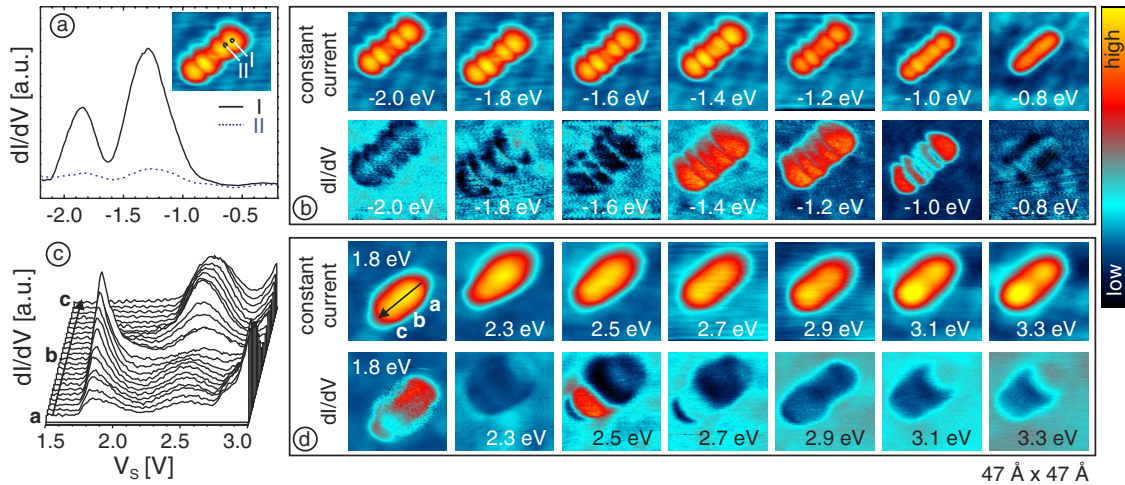 a
dI/dV [a.u.]
I
II
I
II
-2.0 -1.5 -1.0 -0.5
b
constant
current
-2.0 eV -1.8 eV -1.6 eV -1.4 eV -1.2 eV -1.0 eV -0.8 eV
dI/dV
-2.0 eV -1.8 eV -1.6 eV -1.4 eV -1.2 eV -1.0 eV -0.8 eV
high
low
c
dI/dV [a.u.]
c
b
a
1.5 2.0 2.5 3.0
V_S [V]
d
constant
current
1.8 eV 2.3 eV 2.5 eV 2.7 eV 2.9 eV 3.1 eV 3.3 eV
a
b
c
dI/dV
1.8 eV 2.3 eV 2.5 eV 2.7 eV 2.9 eV 3.1 eV 3.3 eV
47 Å x 47 Å